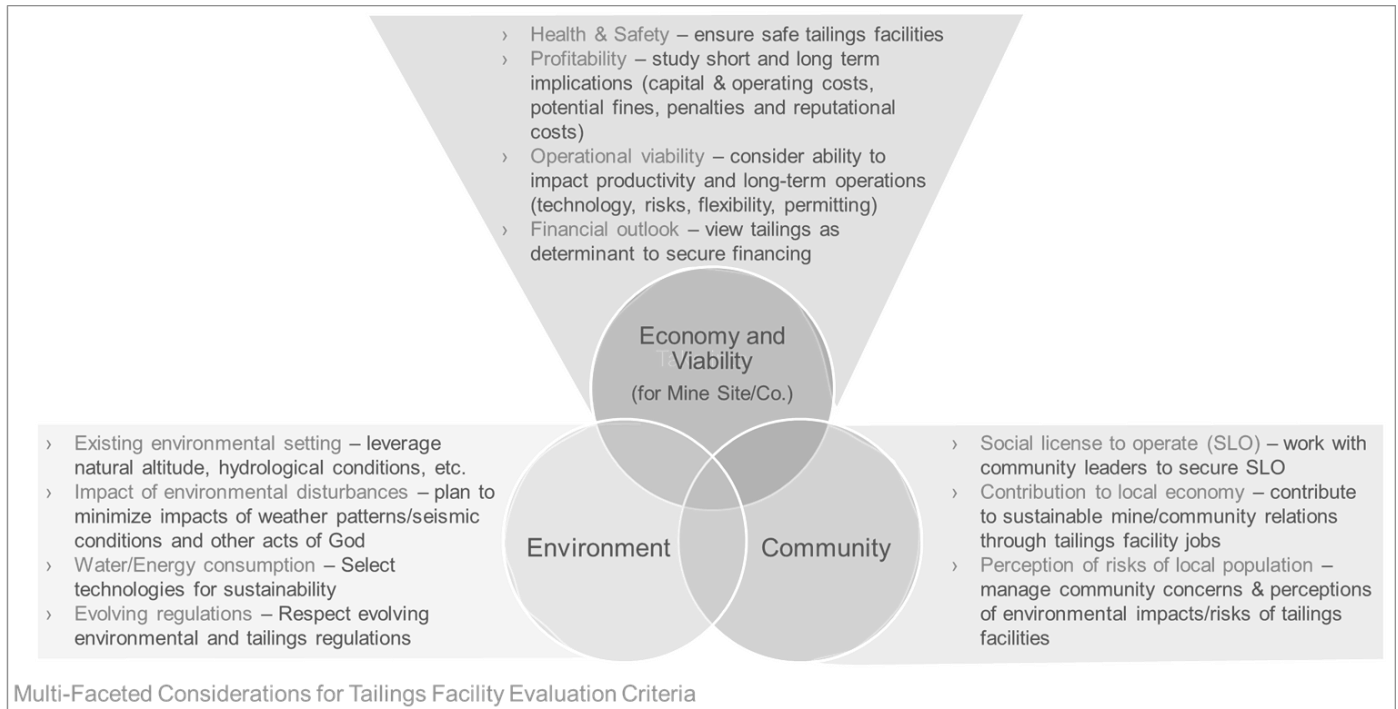 › Health & Safety – ensure safe tailings facilities
› Profitability – study short and long term
implications (capital & operating costs,
potential fines, penalties and reputational
costs)
› Operational viability – consider ability to
impact productivity and long-term operations
(technology, risks, flexibility, permitting)
› Financial outlook – view tailings as
determinant to secure financing
Economy and
Viability
(for Mine Site/Co.)
› Existing environmental setting – leverage
natural altitude, hydrological conditions, etc.
› Impact of environmental disturbances – plan to
minimize impacts of weather patterns/seismic
conditions and other acts of God
› Water/Energy consumption – Select
technologies for sustainability
› Evolving regulations – Respect evolving
environmental and tailings regulations
Environment
Community
› Social license to operate (SLO) – work with
community leaders to secure SLO
› Contribution to local economy – contribute
to sustainable mine/community relations
through tailings facility jobs
› Perception of risks of local population –
manage community concerns & perceptions
of environmental impacts/risks of tailings
facilities
Multi-Faceted Considerations for Tailings Facility Evaluation Criteria